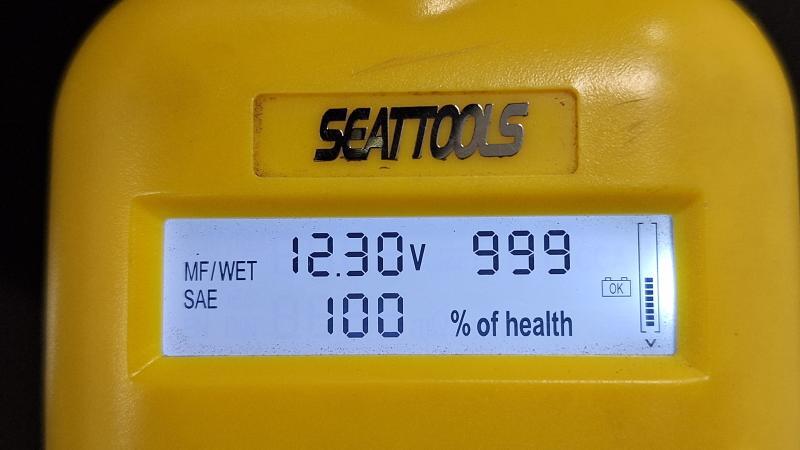 SEATTOOLS
MF/WET 12.30V 999
SAE 100 % of health
OK
V